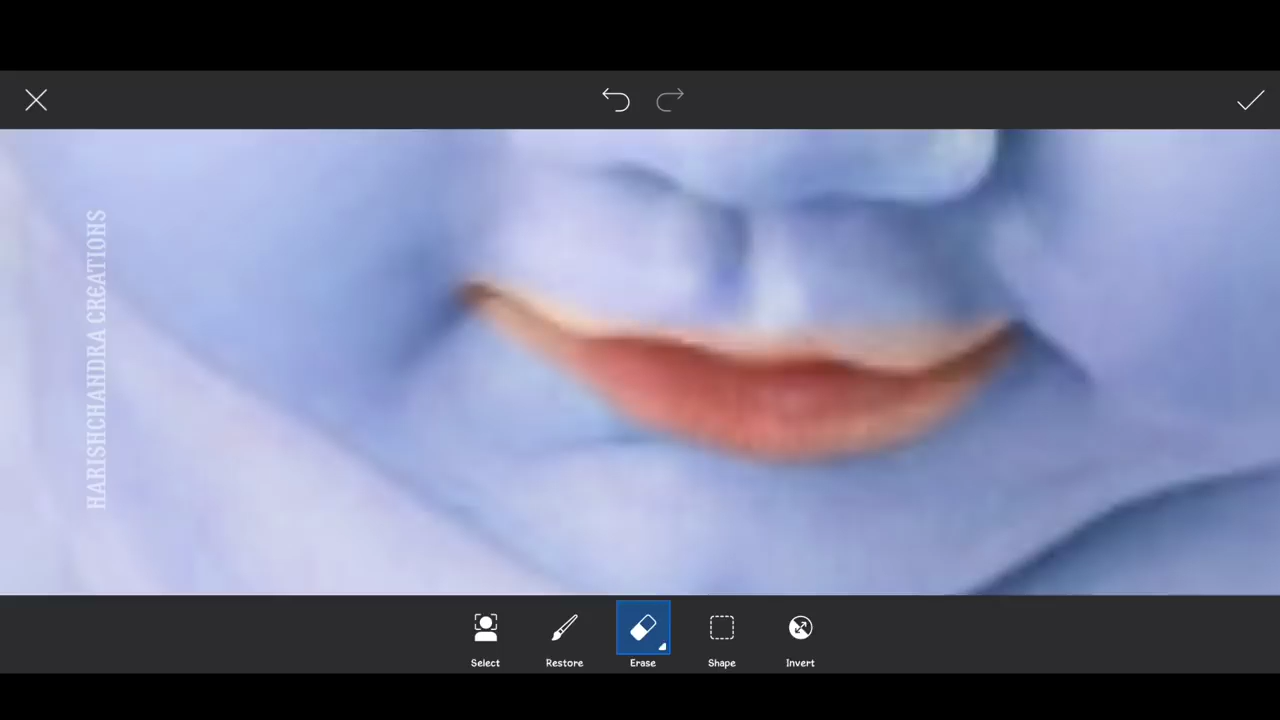 HARISHCHANDRA CREATIONS
Select
Restore
Erase
Shape
Invert